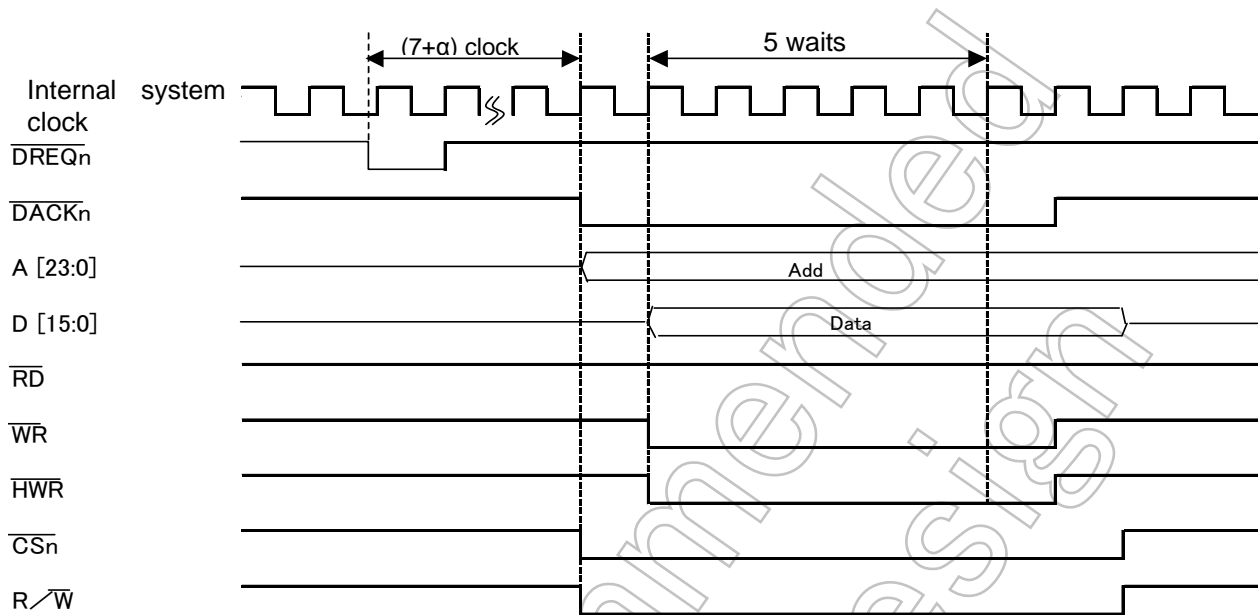 (7+α) clock
5 waits
Internal system
clock
DREQn
DACKn
A [23:0]
Add
D [15:0]
Data
RD
WR
HWR
CSn
R/W